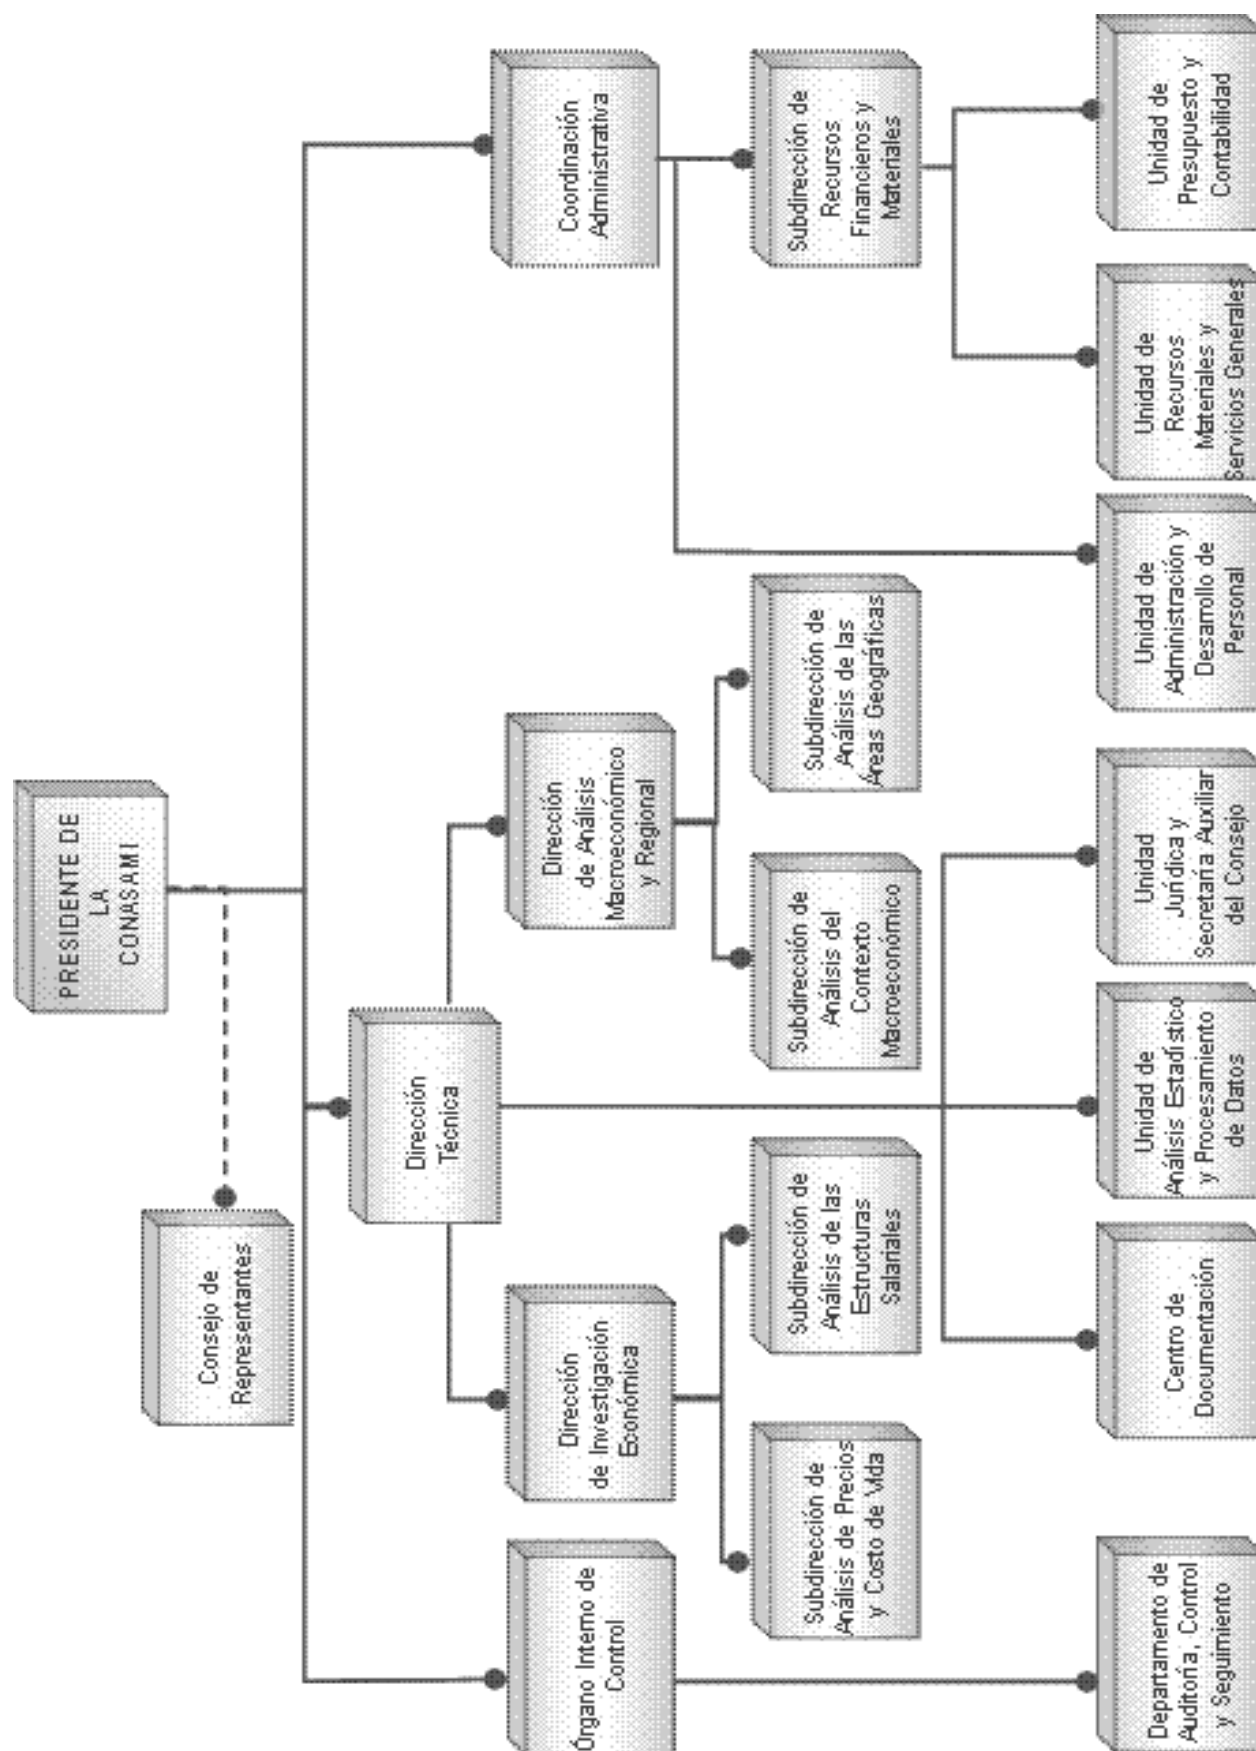 PRESIDENTE DE
LA
CONASAMI
Consejo de
Representantes
Dirección
Técnica
Órgano Interno de
Control
Dirección
de Investigación
Económica
Dirección
de Análisis
Macroeconómico
y Regional
Coordinación
Administrativa
Subdirección de
Análisis de Precios
y Costo de Vida
Subdirección de
Análisis de las
Estructuras
Salariales
Subdirección de
Análisis del
Contexto
Macroeconómico
Subdirección de
Análisis de las
Áreas Geográficas
Subdirección de
Recursos
Financieros y
Materiales
Departamento de
Auditoría, Control
y Seguimiento
Centro de
Documentación
Unidad de
Análisis Estadístico
y Procesamiento
de Datos
Unidad
Jurídica y
Secretaría Auxiliar
del Consejo
Unidad de
Administración y
Desarrollo de
Personal
Unidad de
Recursos
Materiales y
Servicios Generales
Unidad de
Presupuesto y
Contabilidad